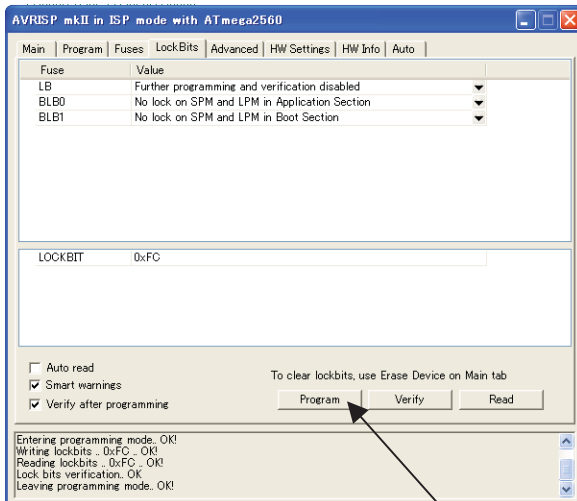 AVRISP mkII in ISP mode with ATmega2560
Main Program Fuses LockBits Advanced HW Settings HW Info Auto
Fuse Value
LB Further programming and verification disabled
BLB0 No lock on SPM and LPM in Application Section
BLB1 No lock on SPM and LPM in Boot Section
LOCKBIT 0xFC
Auto read
Smart warnings
Verify after programming
To clear lockbits, use Erase Device on Main tab
Program Verify Read
Entering programming mode.. OK!
Writing lockbits .. 0xFC .. OK!
Reading lockbits .. 0xFC .. OK!
Lock bits verification.. OK
Leaving programming mode.. OK!